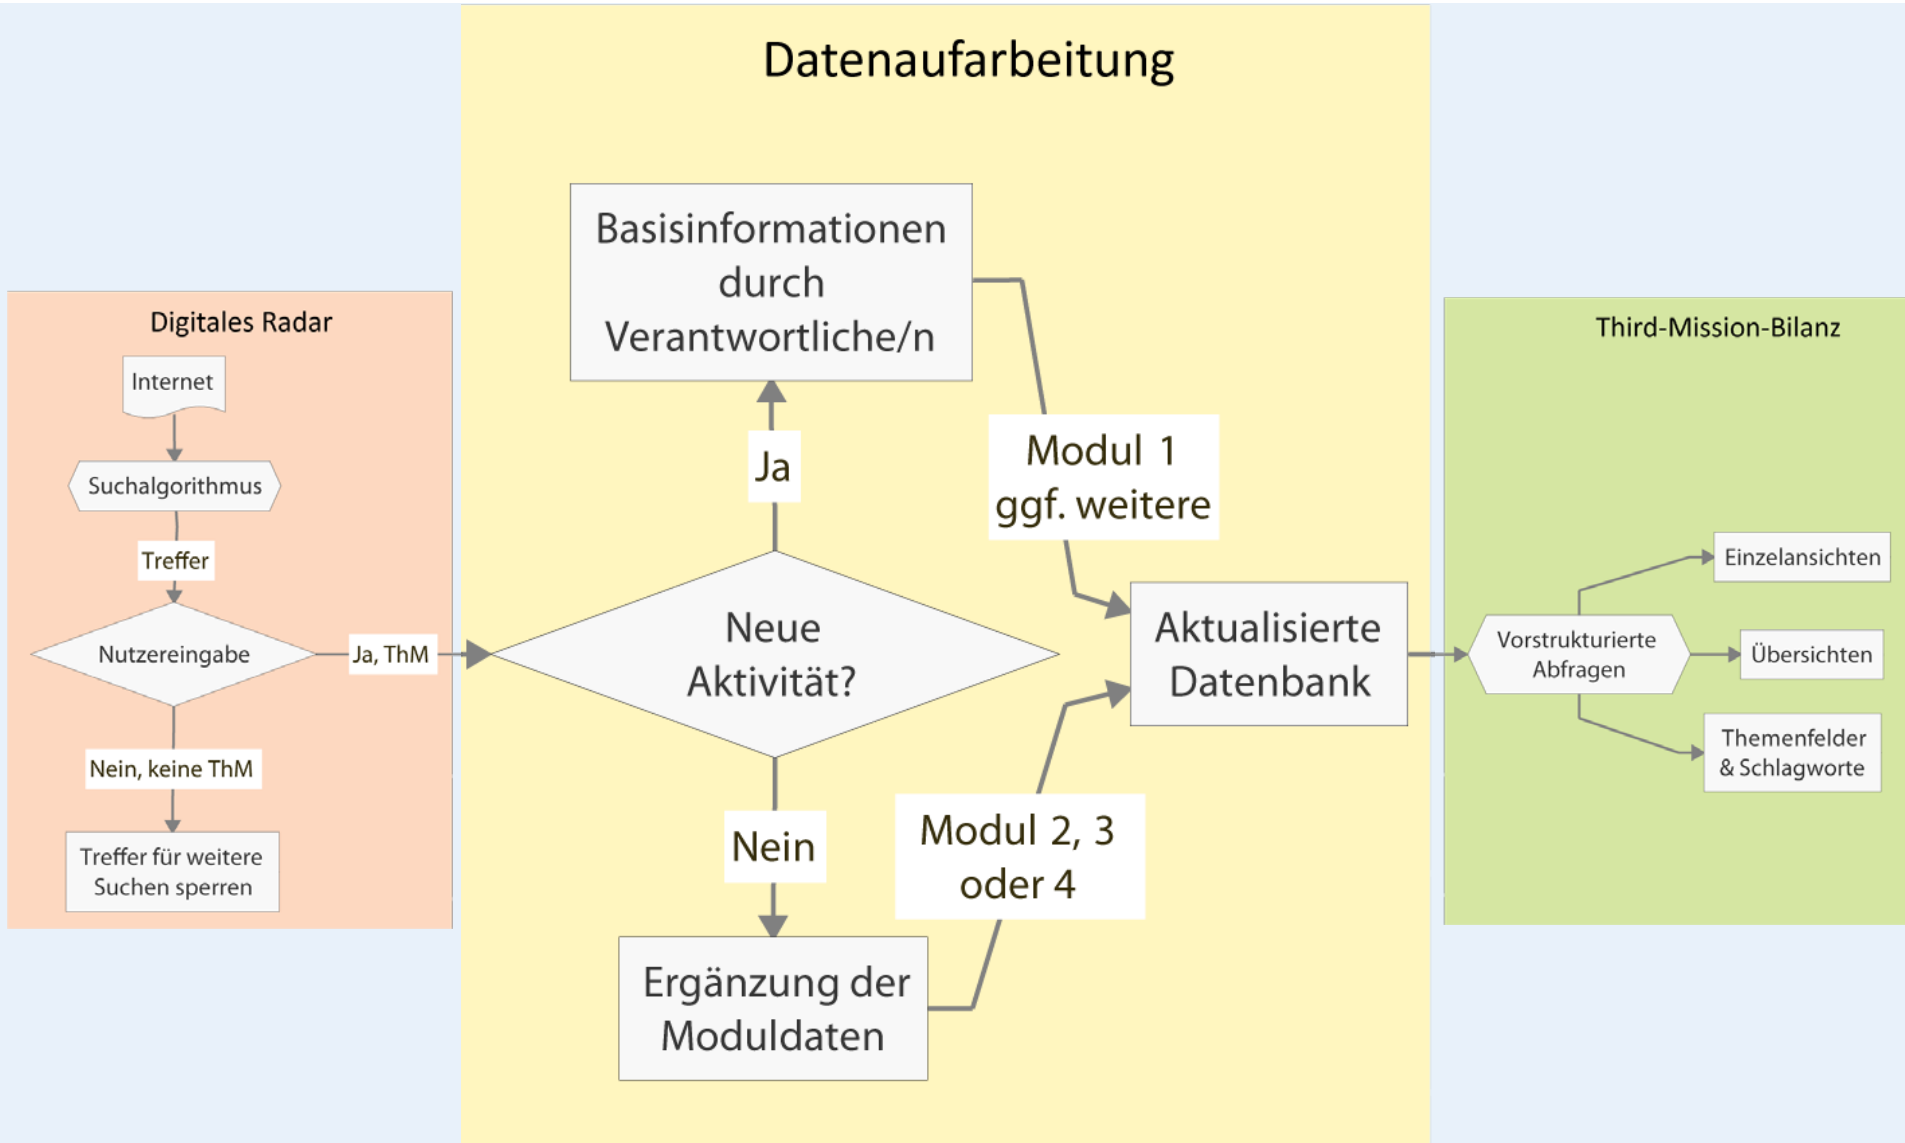 Datenaufarbeitung
Digitales Radar
Internet
Suchalgorithmus
Treffer
Nutzereingabe
Ja, ThM
Nein, keine ThM
Treffer für weitere
Suchen sperren
Basisinformationen
durch
Verantwortliche/n
Ja
Neue
Aktivität?
Nein
Ergänzung der
Moduldaten
Modul 1
ggf. weitere
Modul 2, 3
oder 4
Aktualisierte
Datenbank
Third-Mission-Bilanz
Vorstrukturierte
Abfragen
Einzelansichten
Übersichten
Themenfelder
& Schlagworte